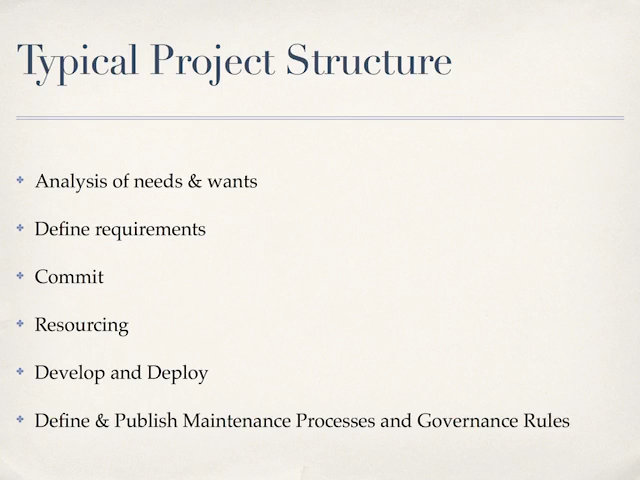 Typical Project Structure
Analysis of needs & wants
Define requirements
Commit
Resourcing
Develop and Deploy
Define & Publish Maintenance Processes and Governance Rules